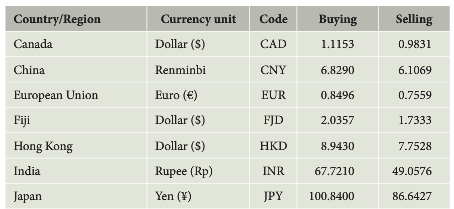 Country/Region Currency unit Code Buying Selling
Canada Dollar ($) CAD 1.1153 0.9831
China Renminbi CNY 6.8290 6.1069
European Union Euro (€) EUR 0.8496 0.7559
Fiji Dollar ($) FJD 2.0357 1.7333
Hong Kong Dollar ($) HKD 8.9430 7.7528
India Rupee (Rp) INR 67.7210 49.0576
Japan Yen (¥) JPY 100.8400 86.6427